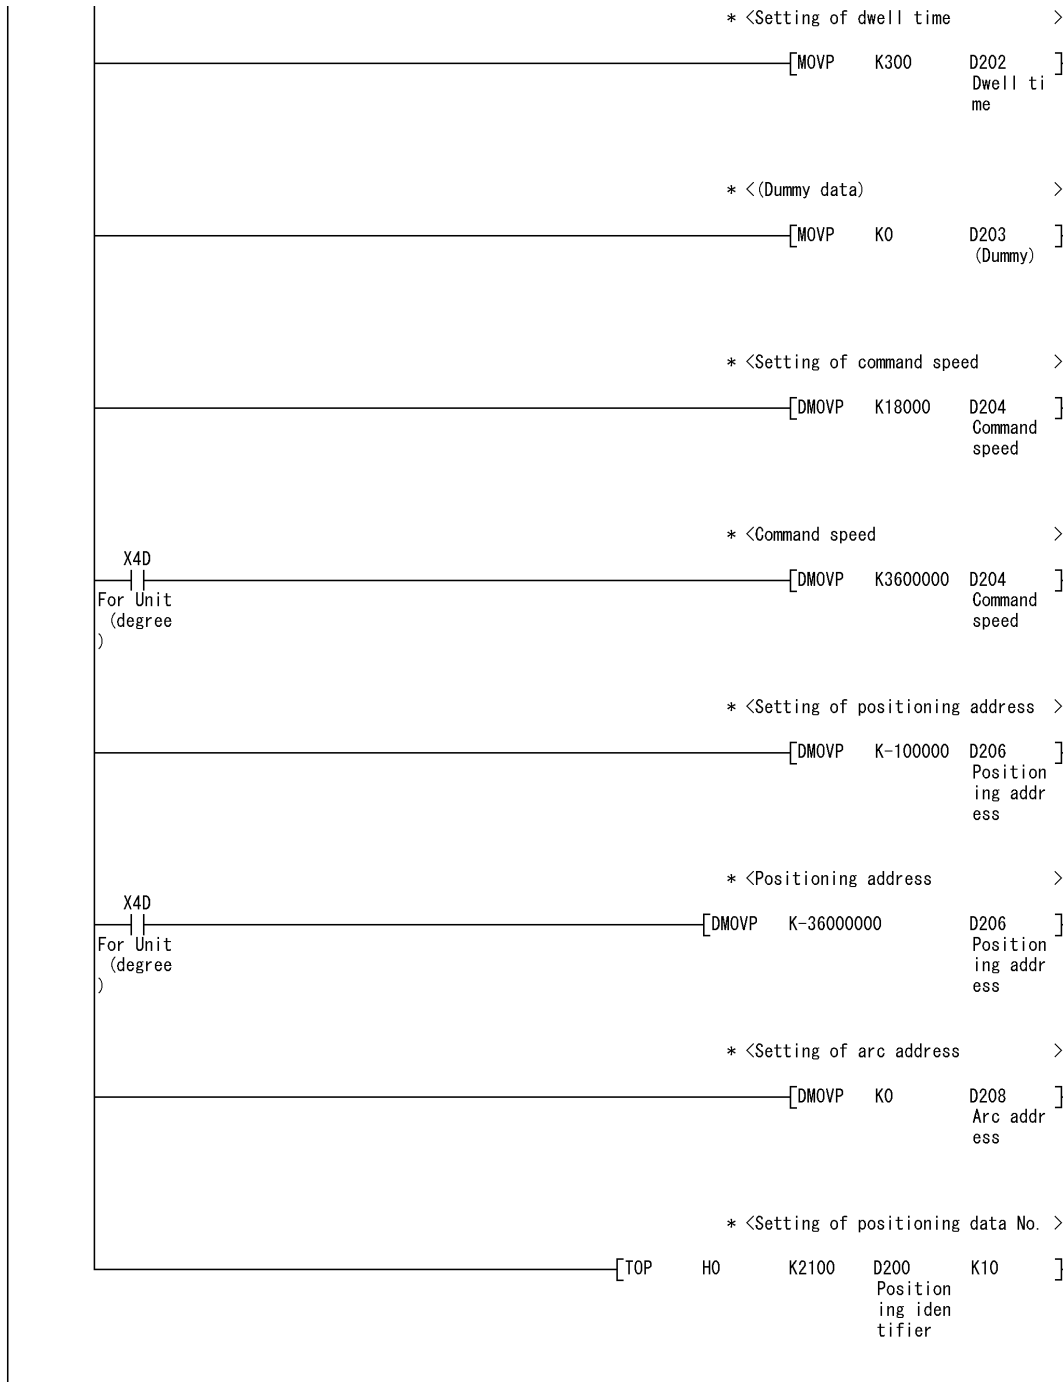 * <Setting of dwell time >
[MOVP K300 D202 ]
Dwell ti
me
* <(Dummy data) >
[MOVP K0 D203 ]
(Dummy)
* <Setting of command speed >
[DMOVP K18000 D204 ]
Command
speed
* <Command speed >
X4D
[DMOVP K3600000 D204 ]
For Unit
(degree
)
Command
speed
* <Setting of positioning address >
[DMOVP K-100000 D206 ]
Position
ing addr
ess
* <Positioning address >
X4D
[DMOVP K-36000000 D206 ]
For Unit
(degree
)
Position
ing addr
ess
* <Setting of arc address >
[DMOVP K0 D208 ]
Arc addr
ess
* <Setting of positioning data No. >
[TOP H0 K2100 D200 K10 ]
Position
ing iden
tifier